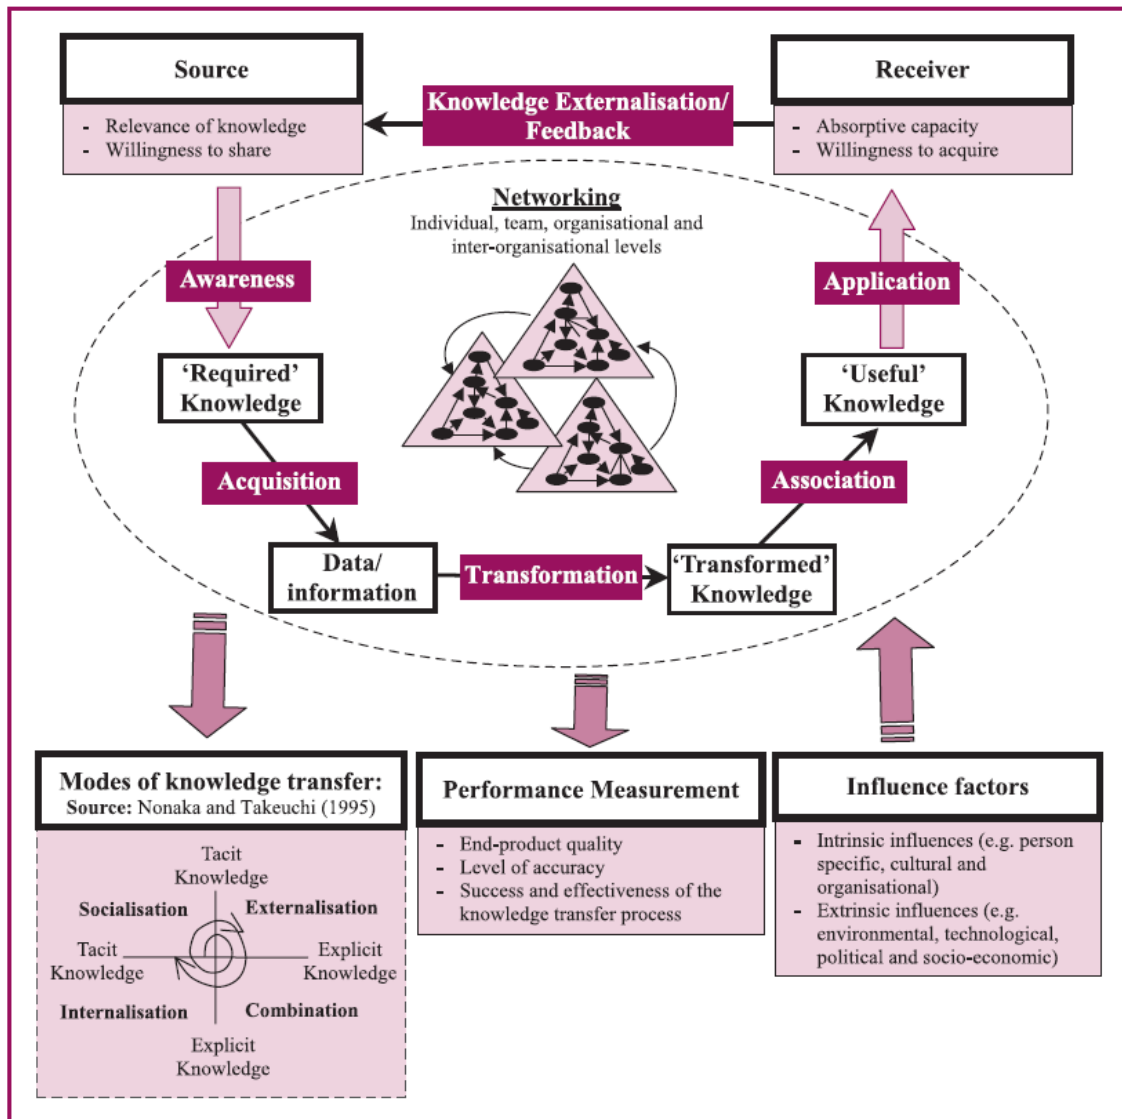 Source
- Relevance of knowledge
- Willingness to share
Knowledge Externalisation/
Feedback
Receiver
- Absorptive capacity
- Willingness to acquire
Networking
Individual, team, organisational and
inter-organisational levels
Awareness
Application
‘Required’
Knowledge
‘Useful’
Knowledge
Acquisition
Association
Data/
information
Transformation
‘Transformed’
Knowledge
Modes of knowledge transfer:
Source: Nonaka and Takeuchi (1995)
Tacit
Knowledge
Socialisation
Externalisation
Tacit
Knowledge
Explicit
Knowledge
Internalisation
Combination
Explicit
Knowledge
Performance Measurement
- End-product quality
- Level of accuracy
- Success and effectiveness of the
knowledge transfer process
Influence factors
- Intrinsic influences (e.g. person
specific, cultural and
organisational)
- Extrinsic influences (e.g.
environmental, technological,
political and socio-economic)